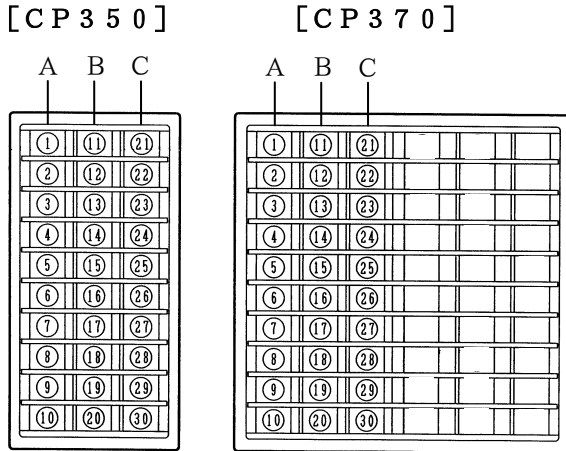 [CP350] [CP370]
A B C A B C
① ⑪ ㉑ ① ⑪ ㉑
② ⑫ ㉒ ② ⑫ ㉒
③ ⑬ ㉓ ③ ⑬ ㉓
④ ⑭ ㉔ ④ ⑭ ㉔
⑤ ⑮ ㉕ ⑤ ⑮ ㉕
⑥ ⑯ ㉖ ⑥ ⑯ ㉖
⑦ ⑰ ㉗ ⑦ ⑰ ㉗
⑧ ⑱ ㉘ ⑧ ⑱ ㉘
⑨ ⑲ ㉙ ⑨ ⑲ ㉙
⑩ ⑳ ㉚ ⑩ ⑳ ㉚